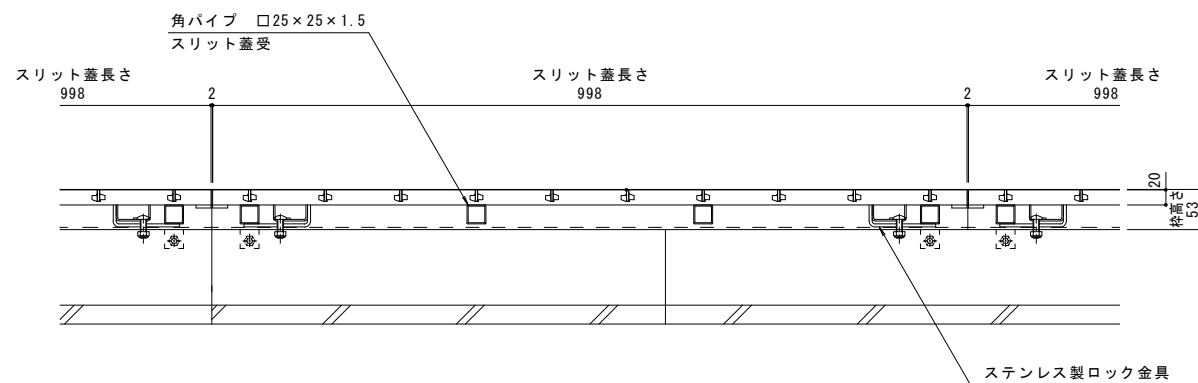 角パイプ □25×25×1.5
スリット蓋受
スリット蓋長さ
998
2
スリット蓋長さ
998
2
スリット蓋長さ
998
20
枠高さ
53
ステンレス製ロック金具